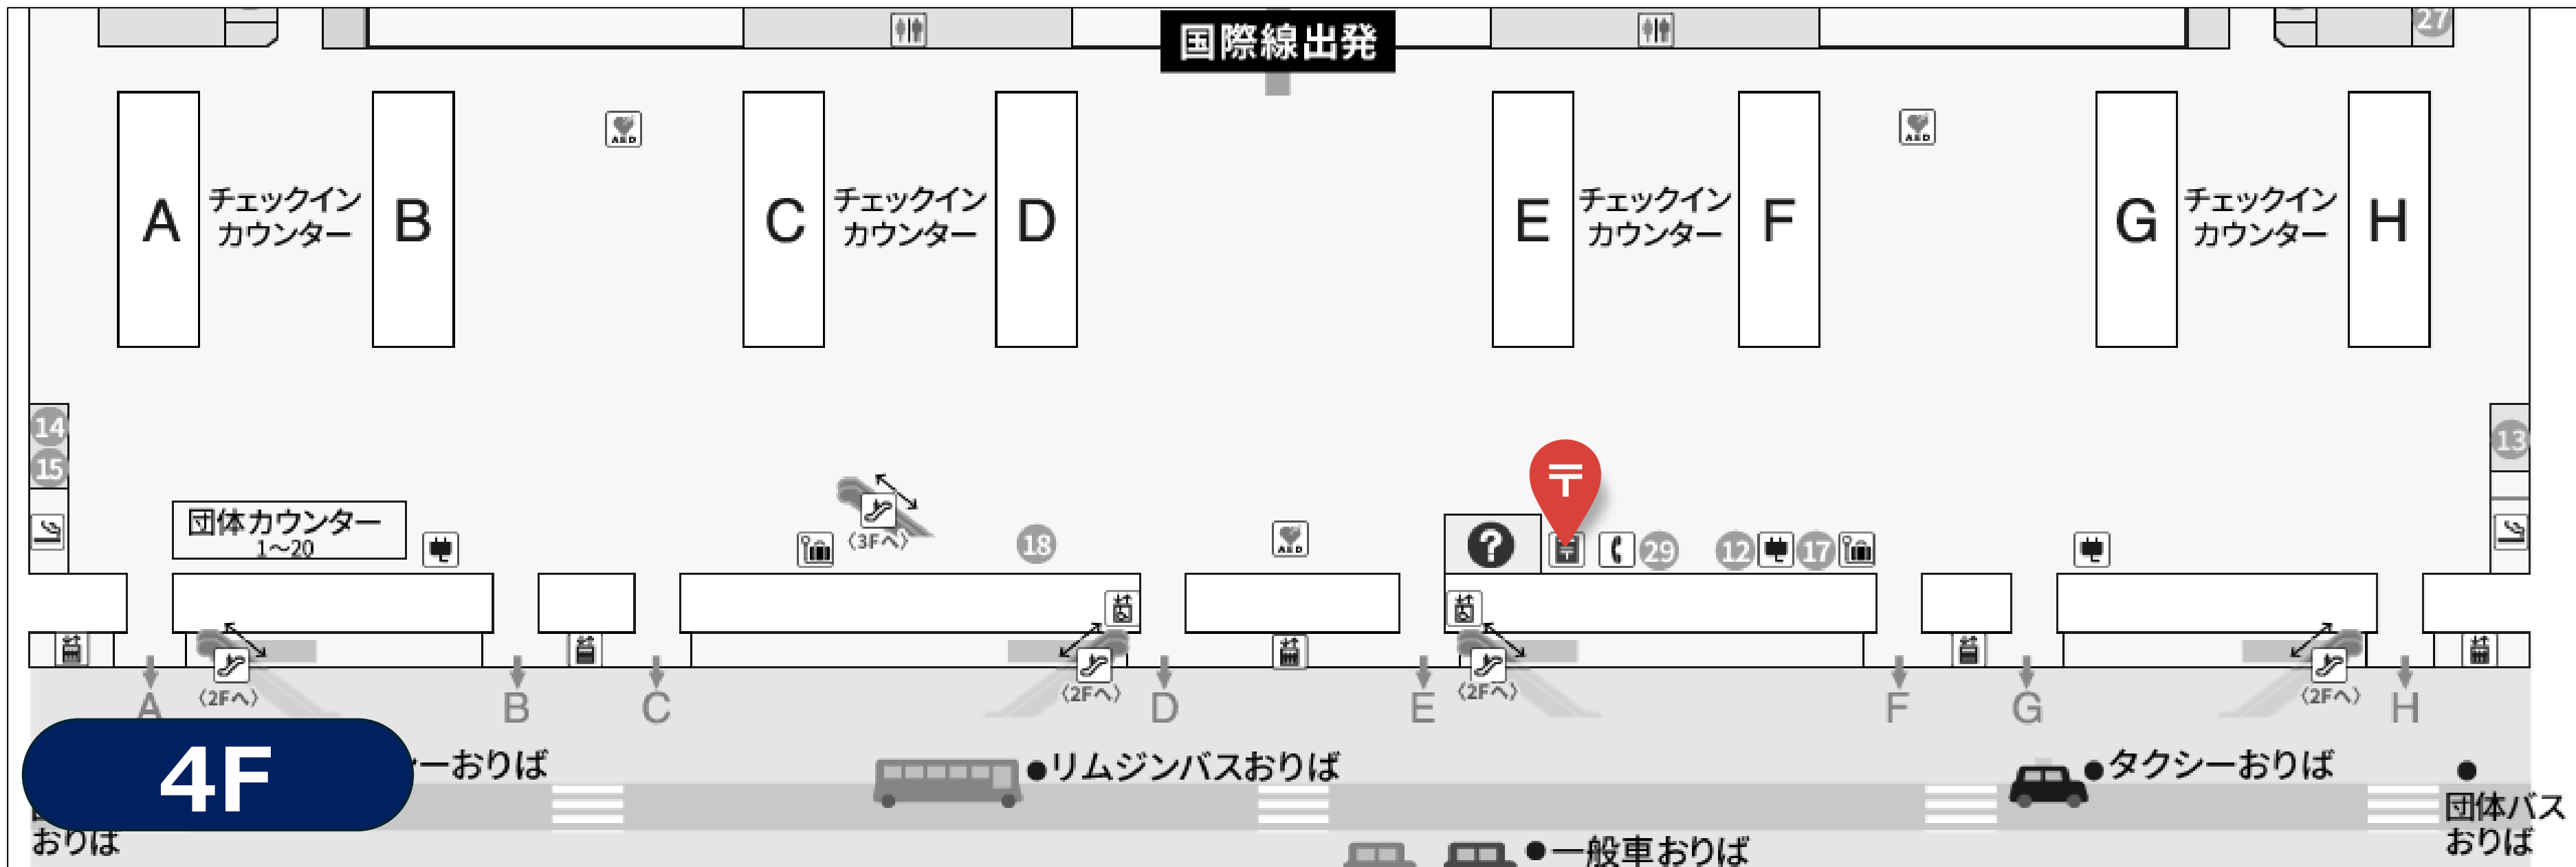 27
国際線出発
AED
AED
A
チェックイン
カウンター
B
C
チェックイン
カウンター
D
E
チェックイン
カウンター
F
G
チェックイン
カウンター
H
14
15
13
〒
団体カウンター
1〜20
〈3Fへ〉
18
AED
?
〒
29
12
17
〈2Fへ〉
〈2Fへ〉
〈2Fへ〉
〈2Fへ〉
A
B
C
D
E
F
G
H
4F
ーおりば
リムジンバスおりば
タクシーおりば
団体バス
おりば
おりば
一般車おりば